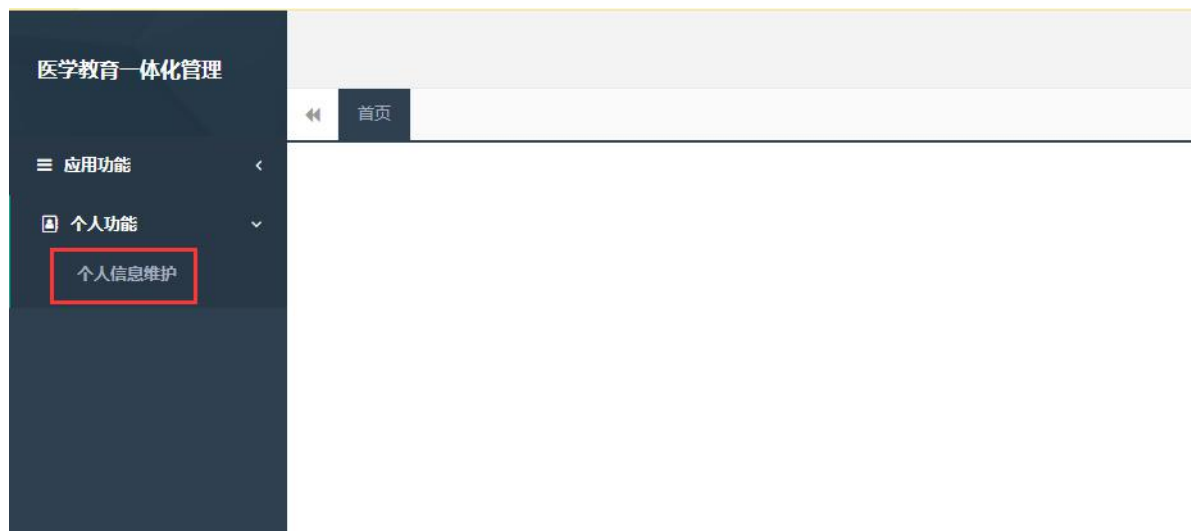 医学教育一体化管理
首页
应用功能
个人功能
个人信息维护